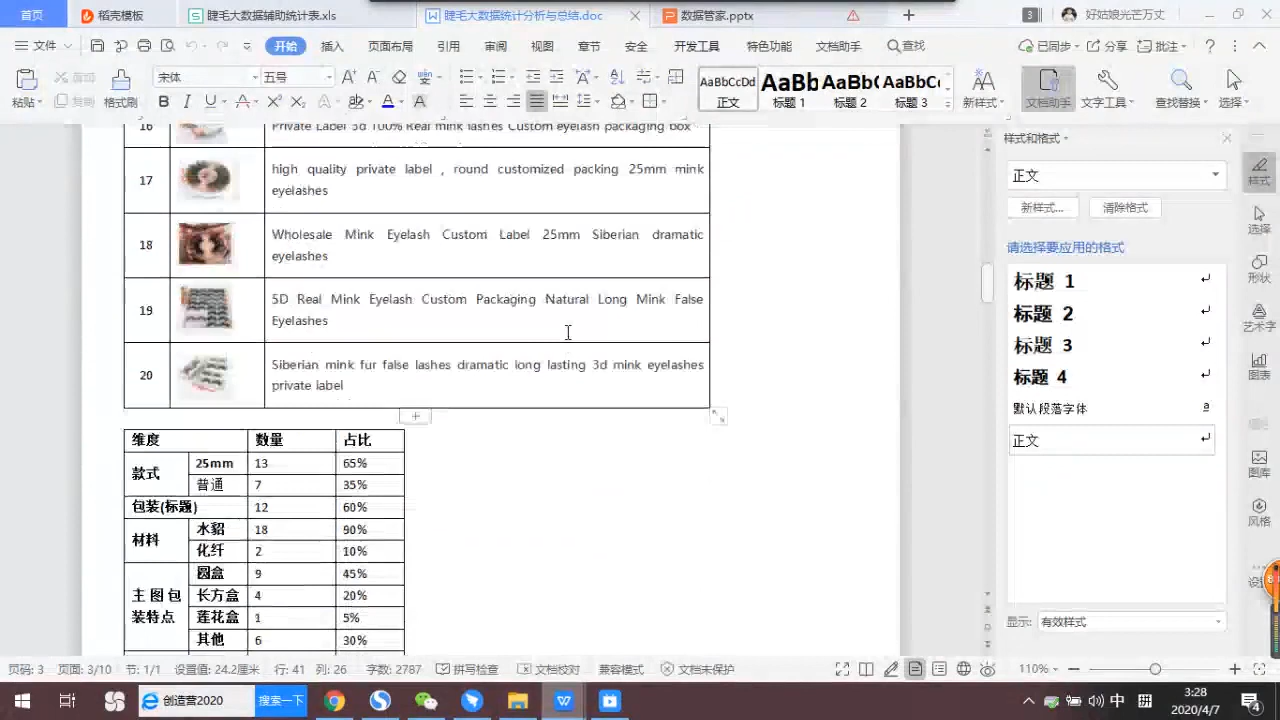 首页
稻壳模板
睫毛大数据辅助统计表.xls
睫毛大数据统计分析与总结.doc
数据管家.pptx
3
好姑娘光芒万丈
文件
开始
插入
页面布局
引用
审阅
视图
章节
安全
开发工具
特色功能
文档助手
查找
已同步
分享
批注
粘贴
剪切
复制
格式刷
宋体
五号
AaBbCcDd
正文
AaBb
标题 1
AaBb(
标题 2
AaBbC(
标题 3
新样式
文档助手
文字工具
查找替换
选择
16
Private Label 3d 100% Real mink lashes Custom eyelash packaging box
17
high quality private label , round customized packing 25mm mink
eyelashes
18
Wholesale Mink Eyelash Custom Label 25mm Siberian dramatic
eyelashes
19
5D Real Mink Eyelash Custom Packaging Natural Long Mink False
Eyelashes
20
Siberian mink fur false lashes dramatic long lasting 3d mink eyelashes
private label
维度 数量 占比
款式 25mm 13 65%
普通 7 35%
包装(标题) 12 60%
材料 水貂 18 90%
化纤 2 10%
主图包装特点 圆盒 9 45%
长方盒 4 20%
莲花盒 1 5%
其他 6 30%
样式和格式
正文
新样式...
清除格式
请选择要应用的格式
标题 1
标题 2
标题 3
标题 4
默认段落字体
a
正文
显示:
有效样式
样式
选择
形状
艺术字
图表
图库
风格
页码: 3
页面: 3/10
节: 1/1
设置值: 24.2厘米
行: 41
列: 26
字数: 2787
拼写检查
文档校对
兼容模式
文档未保护
110%
创造营2020
搜索一下
中
拼
3:28
2020/4/7
4